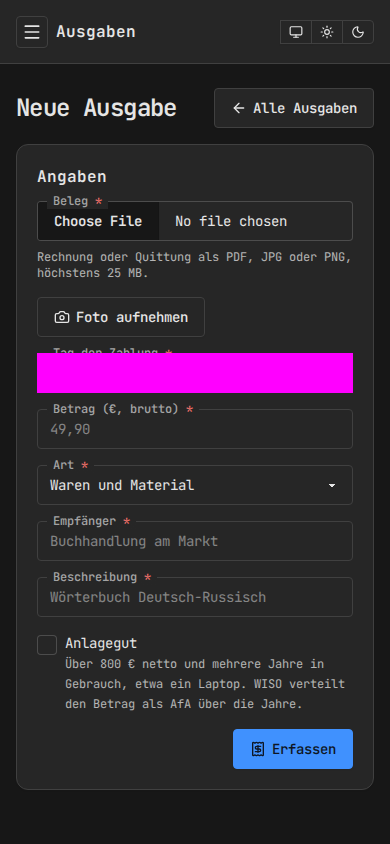 Ausgaben
Neue Ausgabe
Alle Ausgaben
Angaben
Beleg *
Choose File No file chosen
Rechnung oder Quittung als PDF, JPG oder PNG,
höchstens 25 MB.
Foto aufnehmen
Tag der Zahlung *
Betrag (€, brutto) *
49,90
Art *
Waren und Material
Empfänger *
Buchhandlung am Markt
Beschreibung *
Wörterbuch Deutsch-Russisch
Anlagegut
Über 800 € netto und mehrere Jahre in
Gebrauch, etwa ein Laptop. WISO verteilt
den Betrag als AfA über die Jahre.
Erfassen